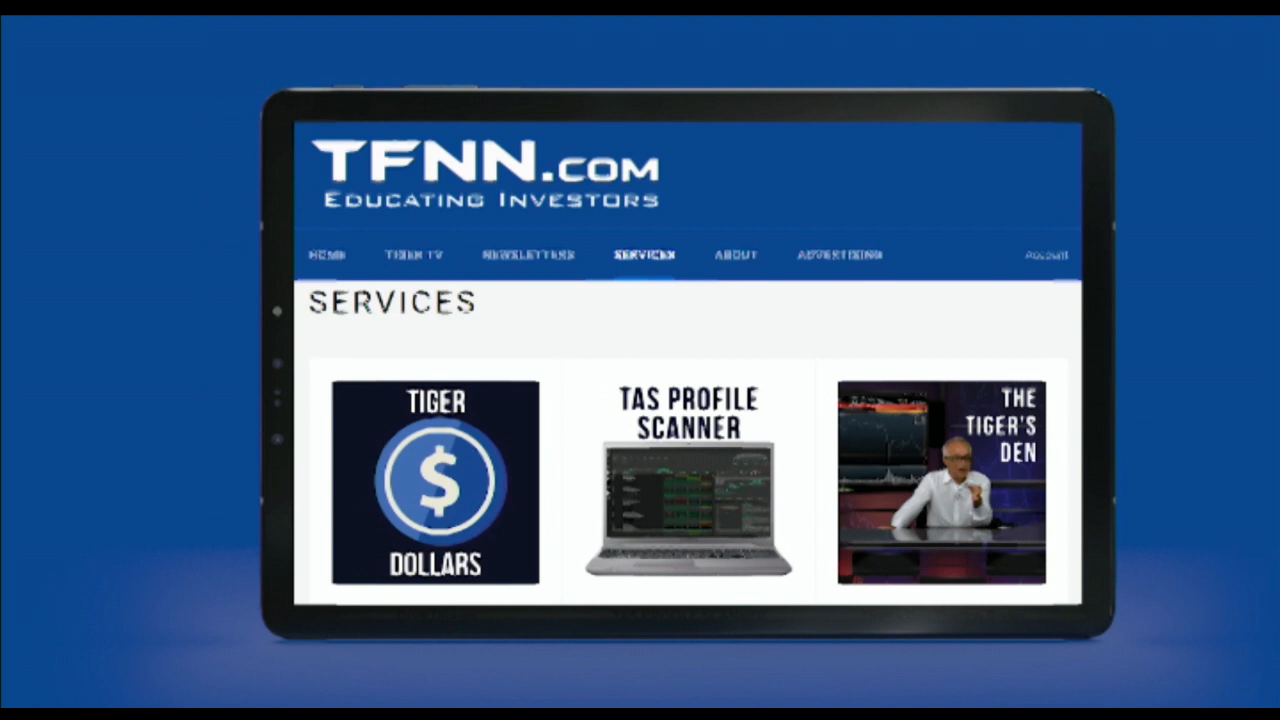 TFNN.COM
EDUCATING INVESTORS
HOME TIGER TV NEWSLETTERS SERVICES ABOUT ADVERTISING ACCOUNT
SERVICES
TIGER
$
DOLLARS
TAS PROFILE
SCANNER
THE
TIGER'S
DEN